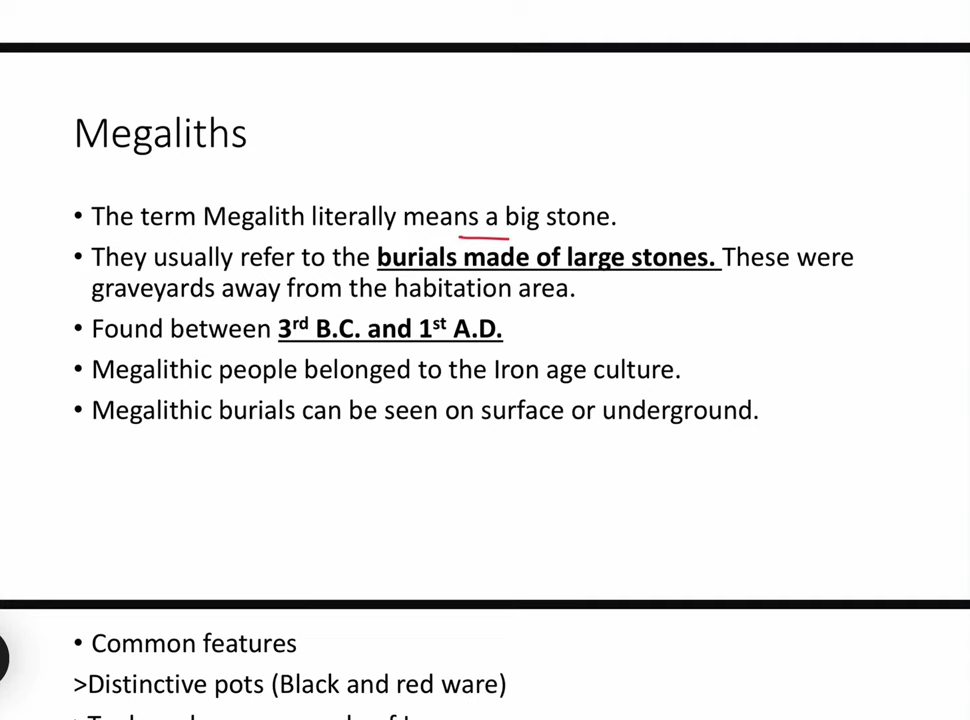 Megaliths
• The term Megalith literally means a big stone.
• They usually refer to the burials made of large stones. These were
graveyards away from the habitation area.
• Found between 3rd B.C. and 1st A.D.
• Megalithic people belonged to the Iron age culture.
• Megalithic burials can be seen on surface or underground.
• Common features
>Distinctive pots (Black and red ware)